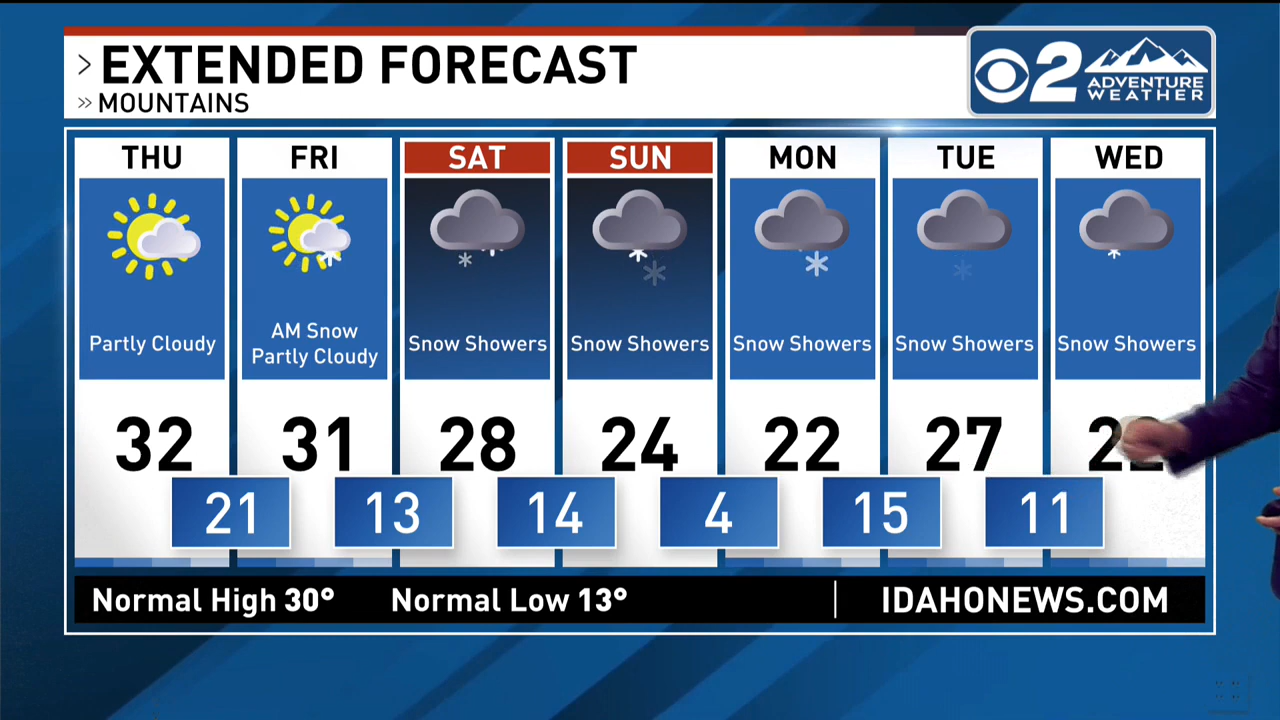 > EXTENDED FORECAST
» MOUNTAINS
2 ADVENTURE
WEATHER
THU FRI SAT SUN MON TUE WED
Partly Cloudy
AM Snow
Partly Cloudy
Snow Showers Snow Showers Snow Showers Snow Showers Snow Showers
32 31 28 24 22 27
21 13 14 4 15 11
Normal High 30° Normal Low 13° IDAHONEWS.COM